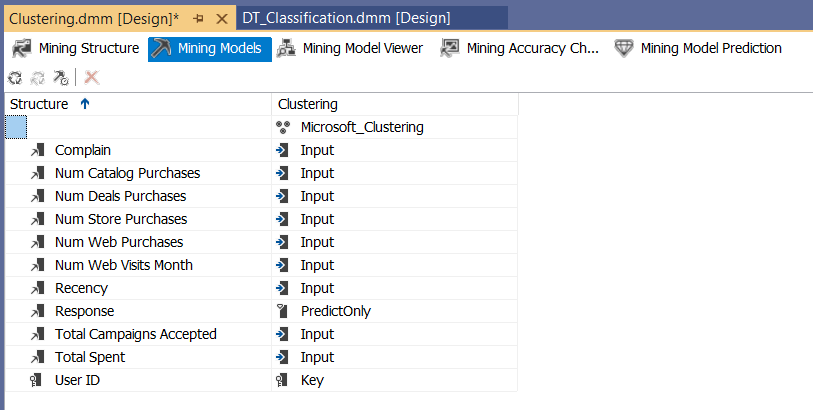 Clustering.dmm [Design]* DT_Classification.dmm [Design]
Mining Structure Mining Models Mining Model Viewer Mining Accuracy Ch... Mining Model Prediction
Structure Clustering
Microsoft_Clustering
Complain Input
Num Catalog Purchases Input
Num Deals Purchases Input
Num Store Purchases Input
Num Web Purchases Input
Num Web Visits Month Input
Recency Input
Response PredictOnly
Total Campaigns Accepted Input
Total Spent Input
User ID Key